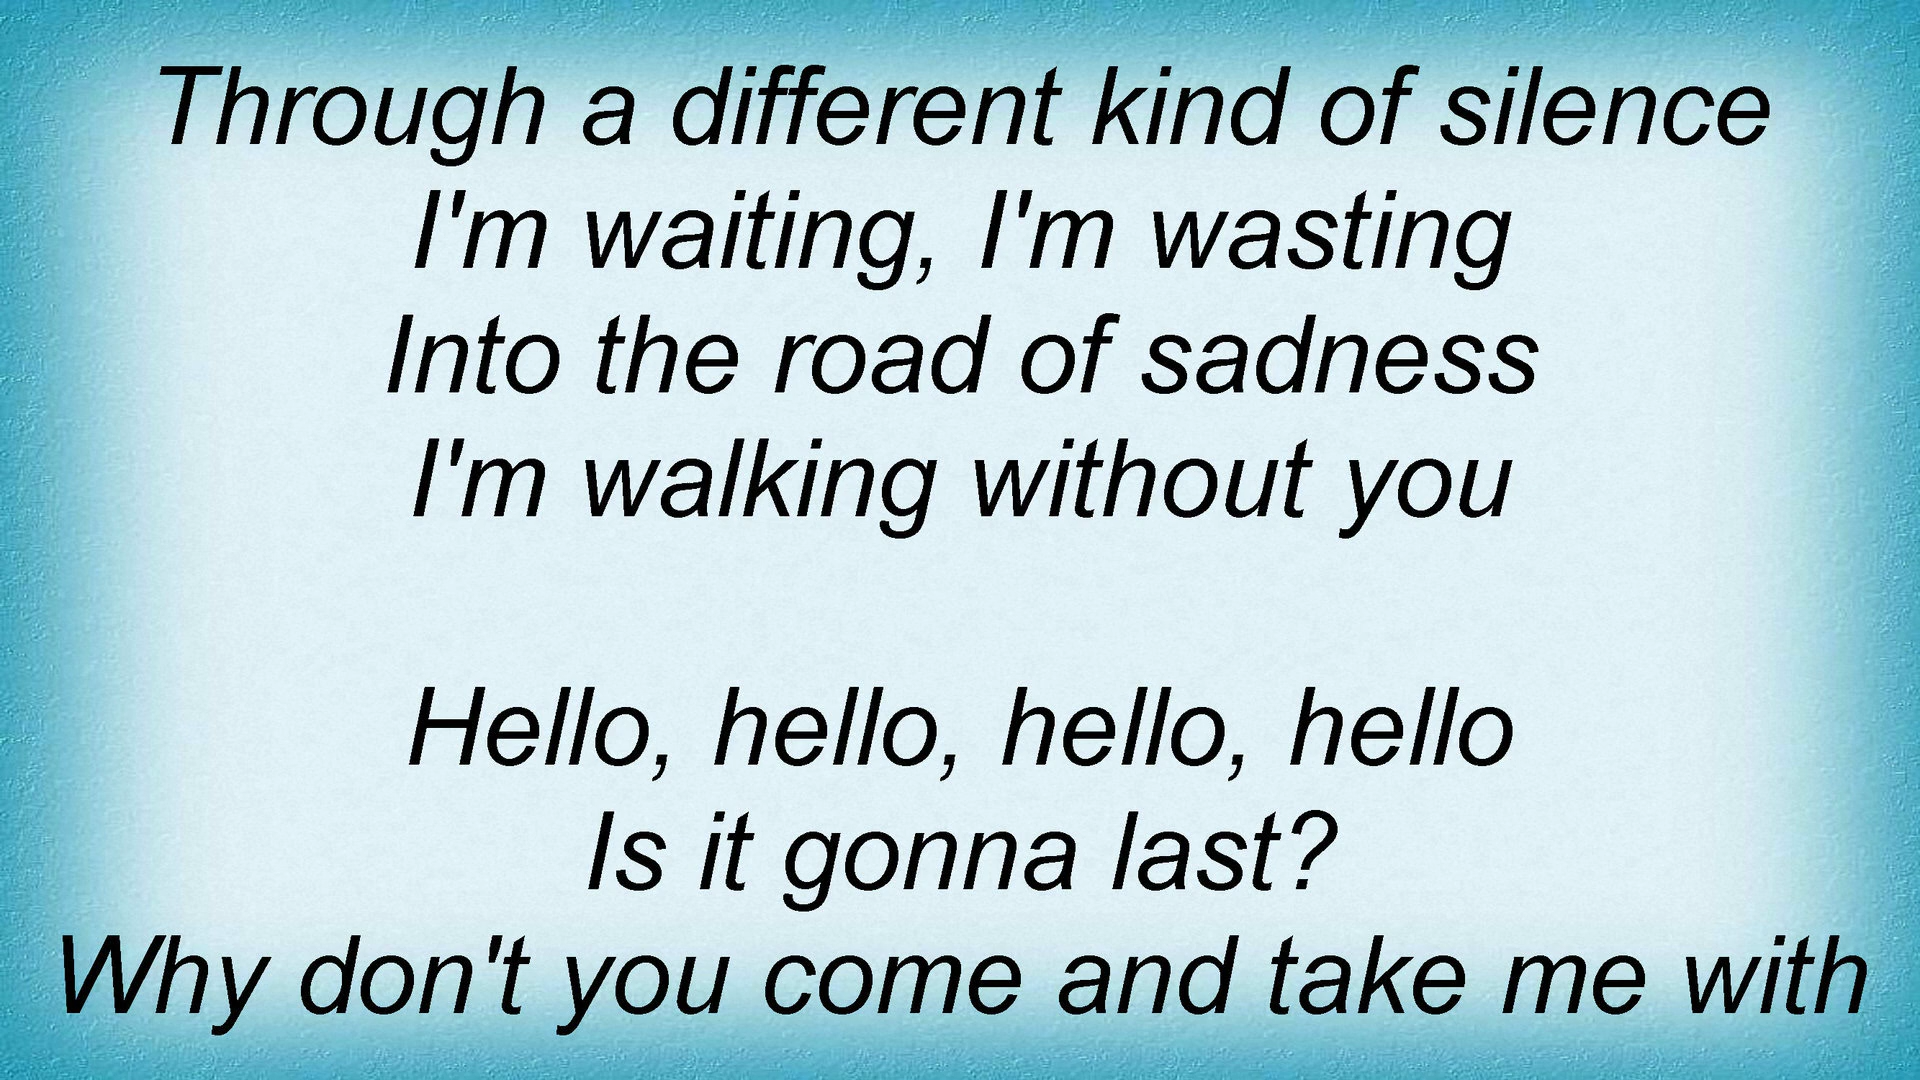 Through a different kind of silence
I'm waiting, I'm wasting
Into the road of sadness
I'm walking without you
Hello, hello, hello, hello
Is it gonna last?
Why don't you come and take me with